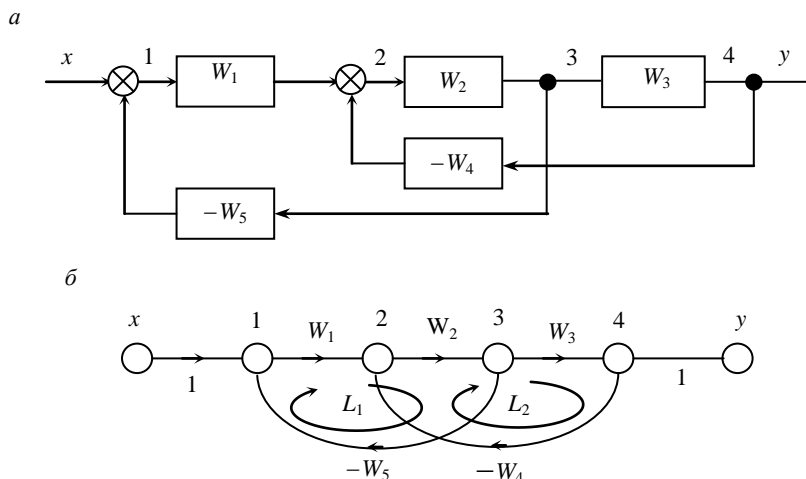 а
x 1 W₁ 2 W₂ 3 W₃ 4 y
−W₄
−W₅
б
x 1 W₁ 2 W₂ 3 W₃ 4 y
1 L₁ L₂ 1
−W₅ −W₄